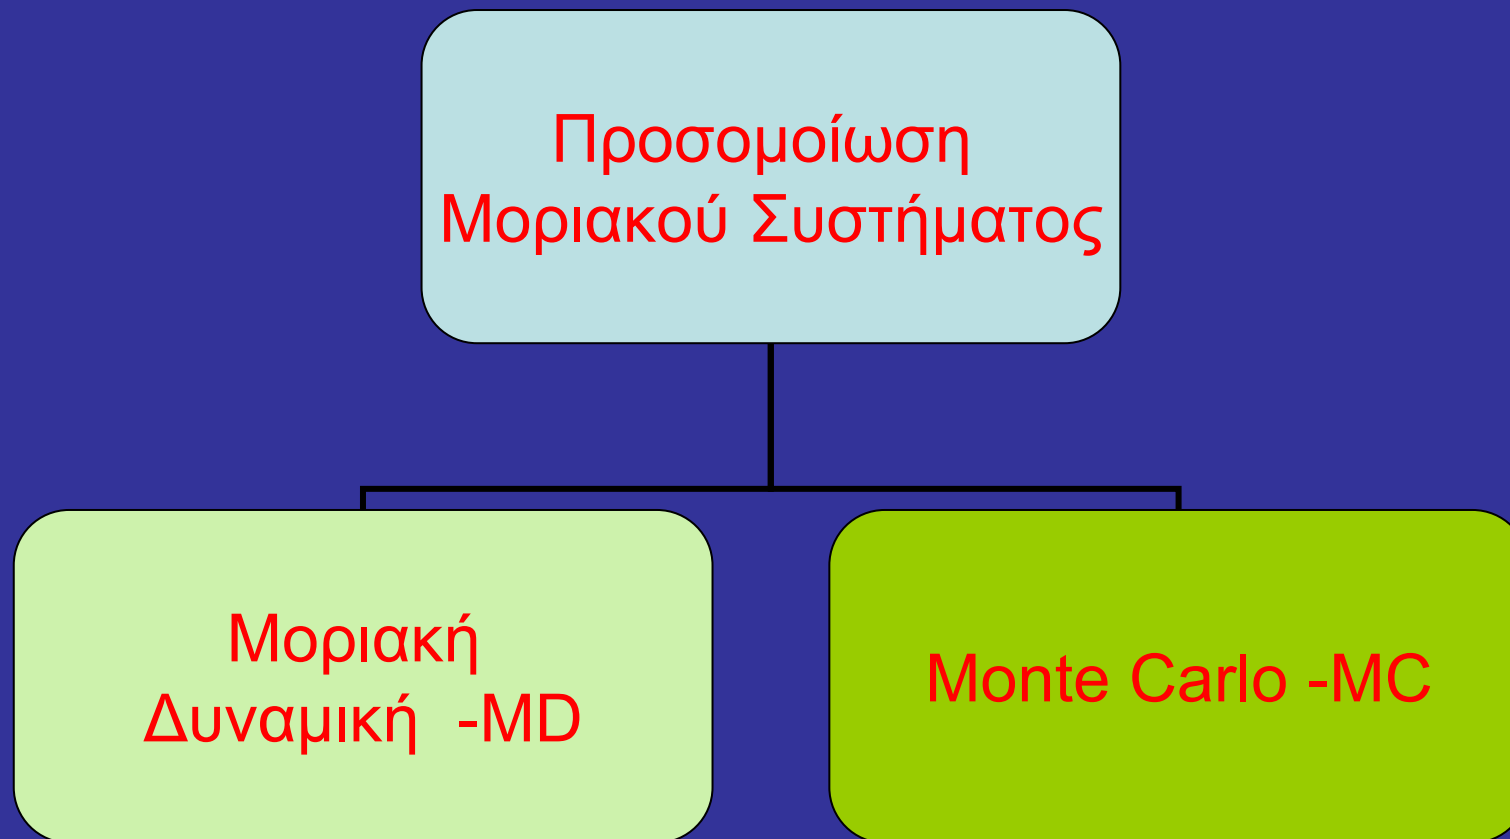 Προσομοίωση
Μοριακού Συστήματος
Μοριακή
Δυναμική -MD
Monte Carlo -MC